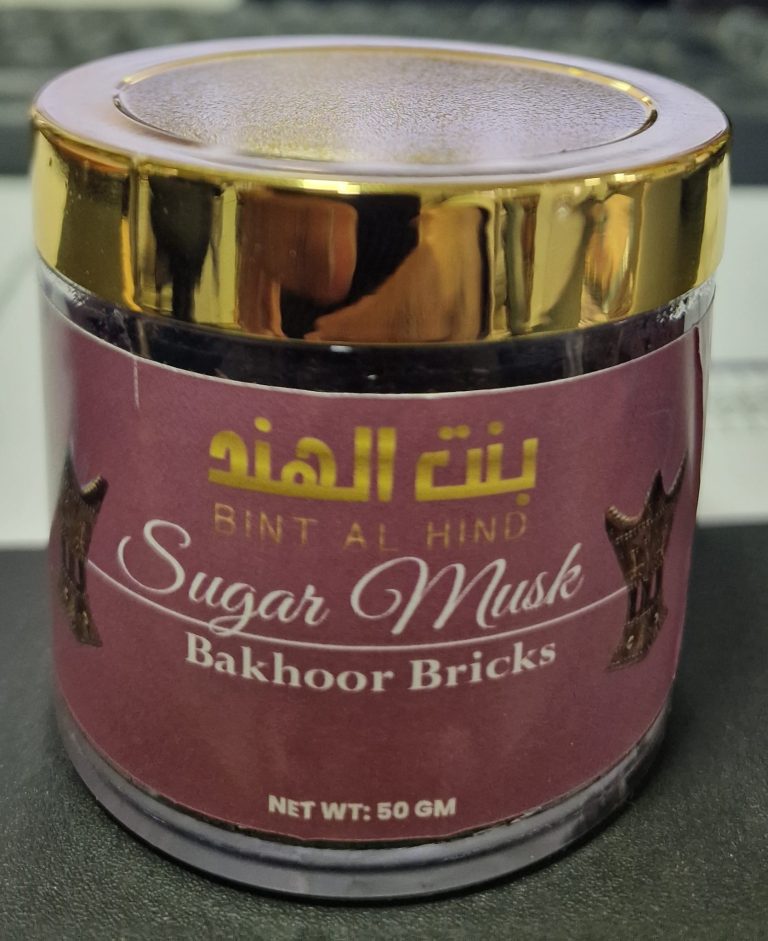 بنت الهند
BINT AL HIND
Sugar Musk
Bakhoor Bricks
NET WT: 50 GM